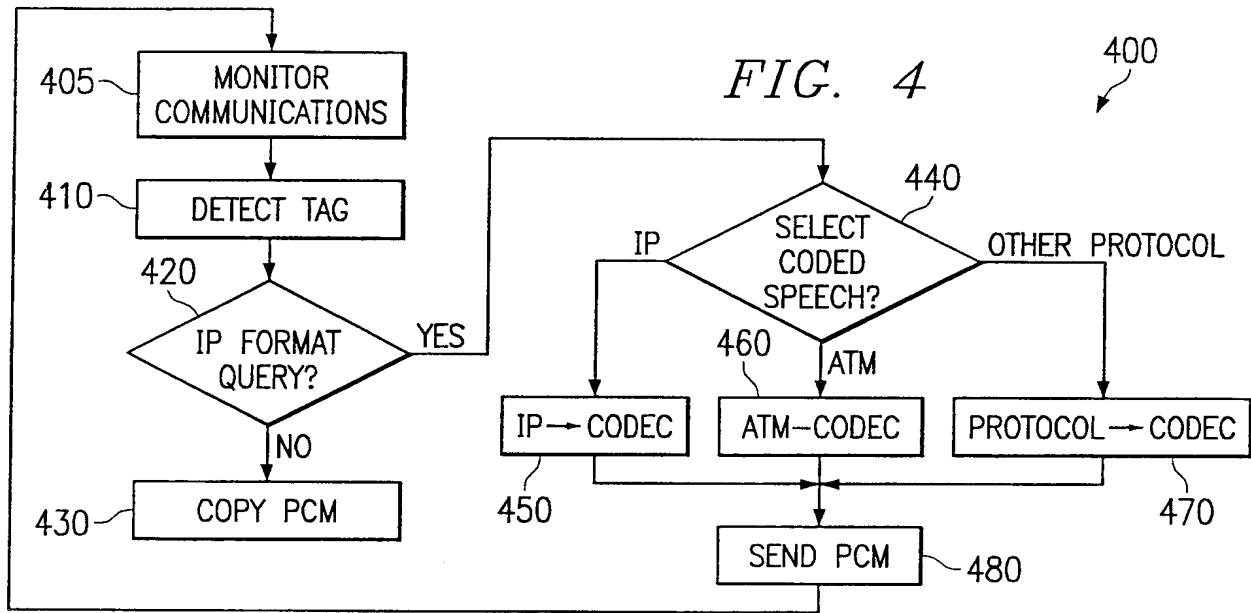 FIG. 4
400
405
MONITOR
COMMUNICATIONS
410
DETECT TAG
420
IP FORMAT
QUERY?
YES
NO
430
COPY PCM
440
SELECT
CODED
SPEECH?
IP
ATM
OTHER PROTOCOL
IP → CODEC
450
460
ATM–CODEC
PROTOCOL → CODEC
470
SEND PCM
480